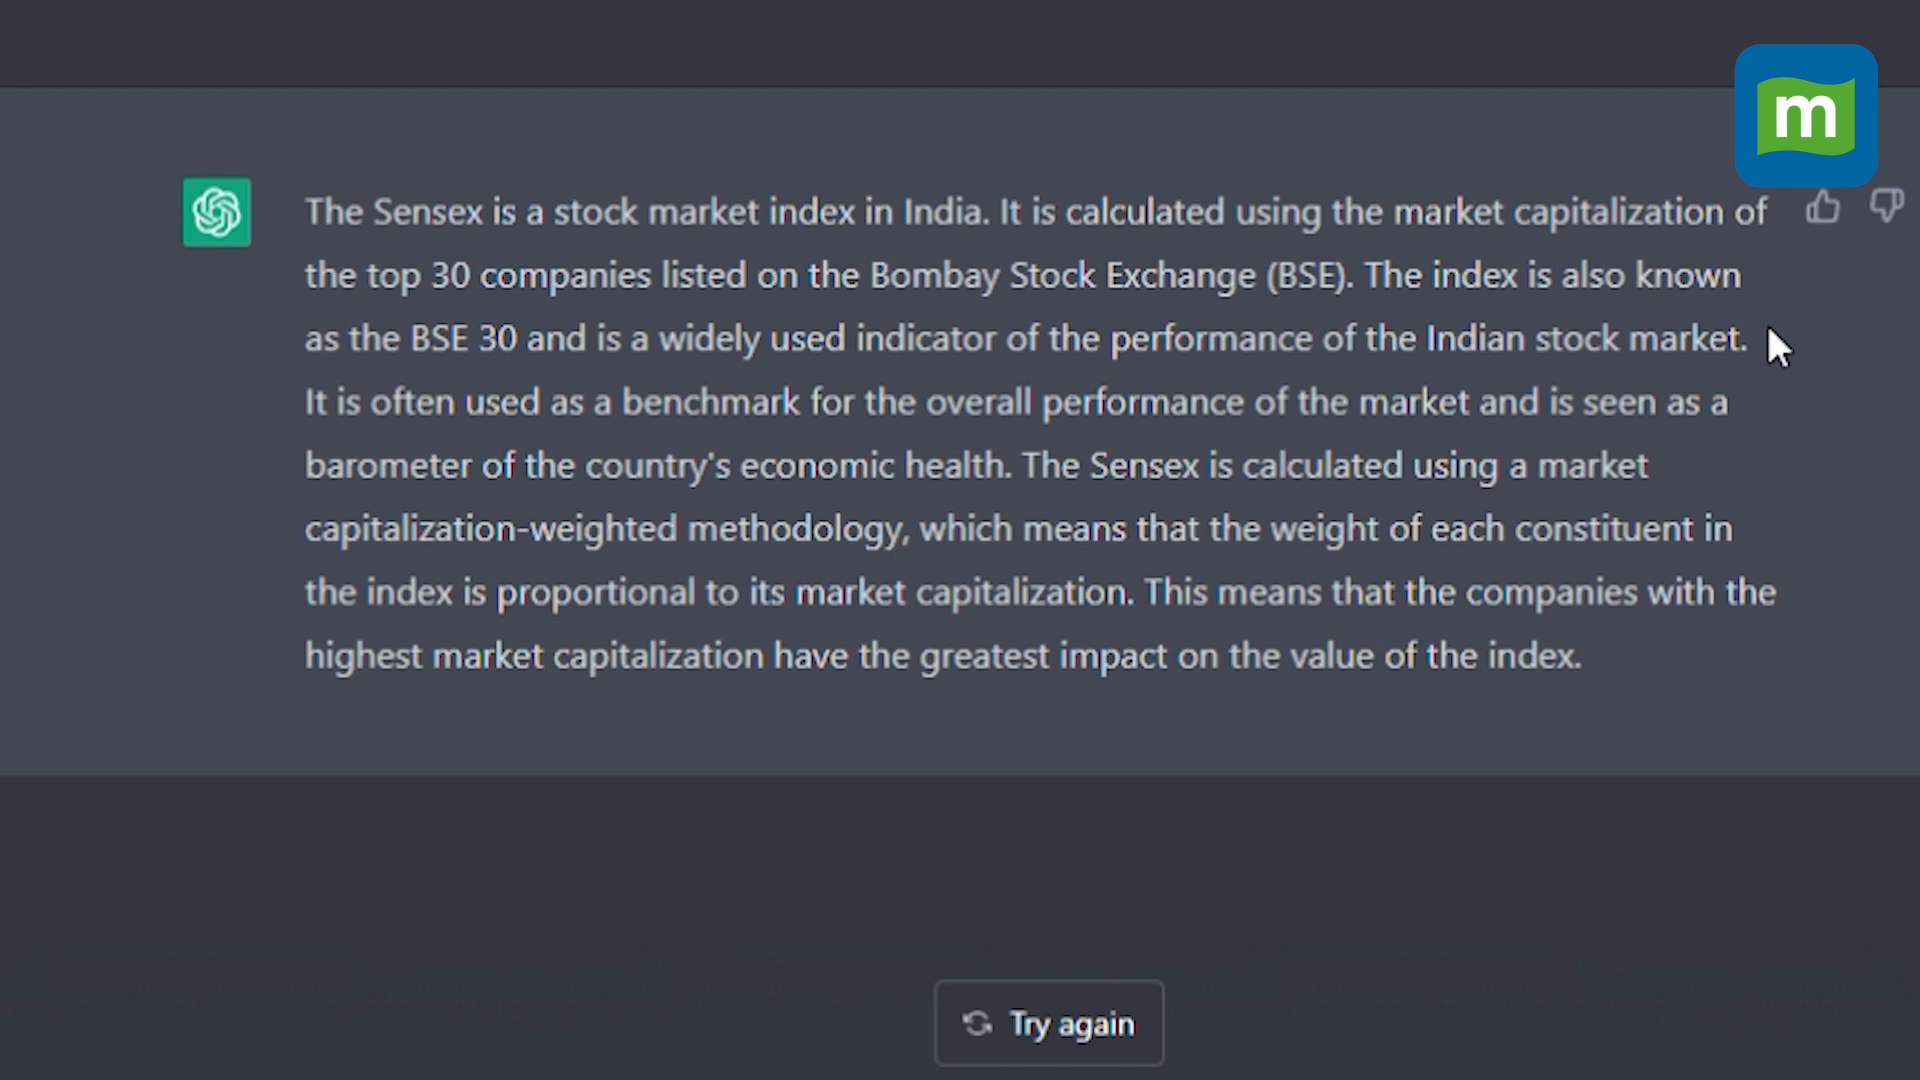 m
The Sensex is a stock market index in India. It is calculated using the market capitalization of
the top 30 companies listed on the Bombay Stock Exchange (BSE). The index is also known
as the BSE 30 and is a widely used indicator of the performance of the Indian stock market.
It is often used as a benchmark for the overall performance of the market and is seen as a
barometer of the country's economic health. The Sensex is calculated using a market
capitalization-weighted methodology, which means that the weight of each constituent in
the index is proportional to its market capitalization. This means that the companies with the
highest market capitalization have the greatest impact on the value of the index.
Try again